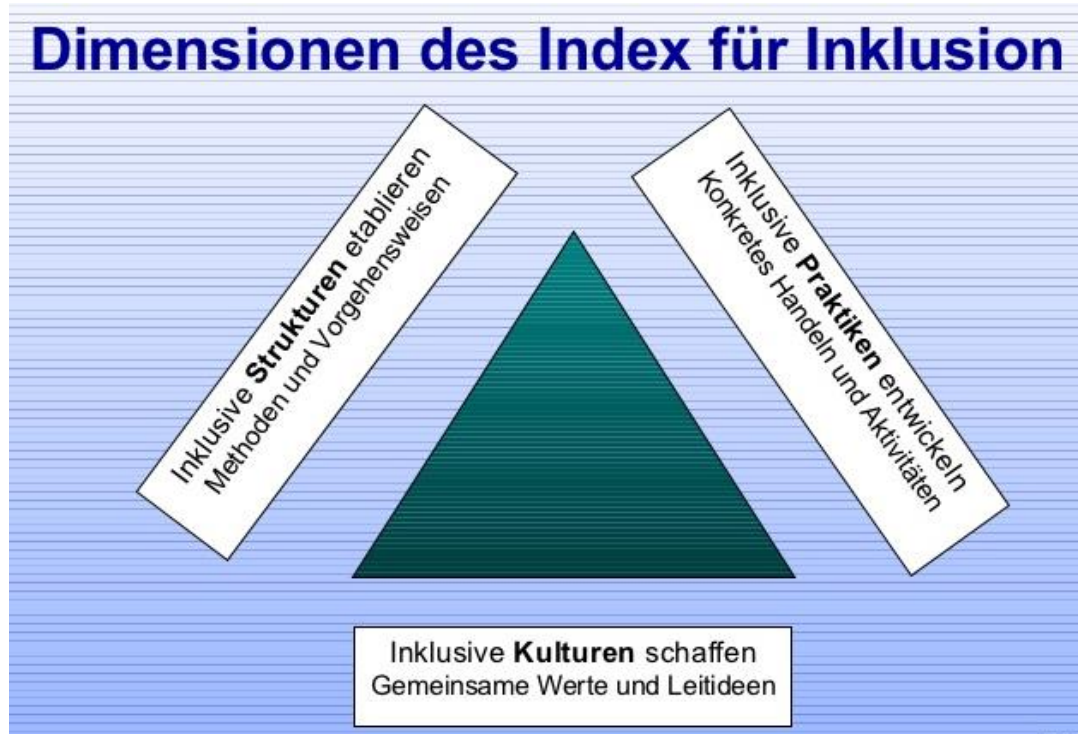 Dimensionen des Index für Inklusion
Inklusive Strukturen etablieren
Methoden und Vorgehensweisen
Inklusive Praktiken entwickeln
Konkretes Handeln und Aktivitäten
Inklusive Kulturen schaffen
Gemeinsame Werte und Leitideen